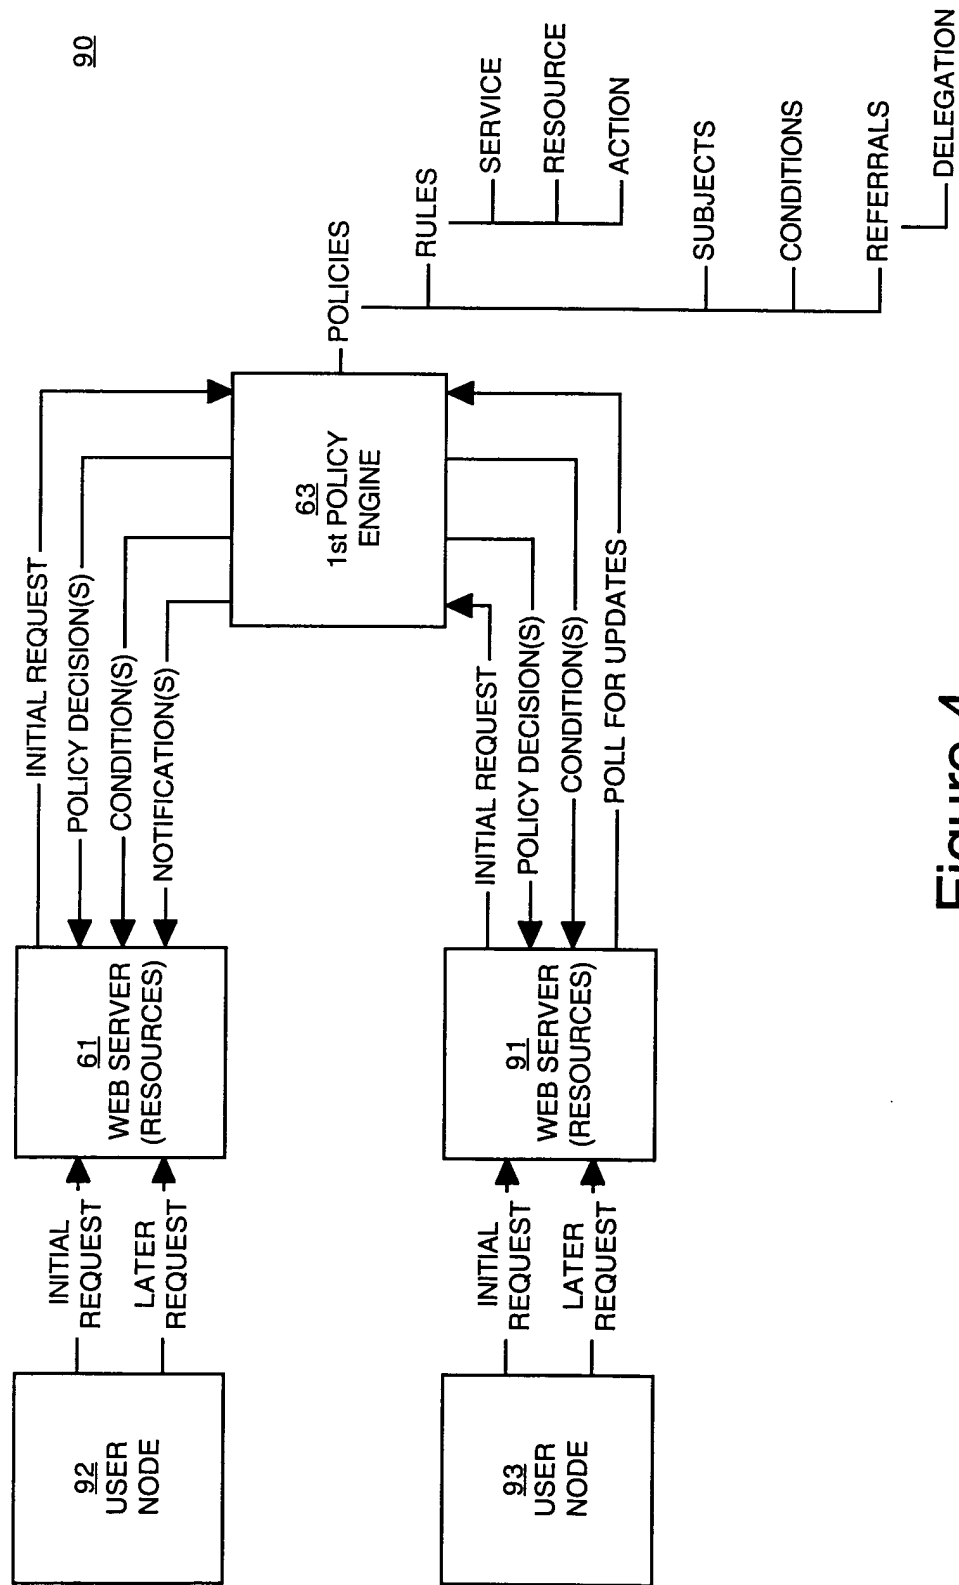 90
92
USER
NODE
INITIAL
REQUEST
LATER
REQUEST
61
WEB SERVER
(RESOURCES)
INITIAL REQUEST
POLICY DECISION(S)
CONDITION(S)
NOTIFICATION(S)
63
1st POLICY
ENGINE
POLICIES
RULES
SERVICE
RESOURCE
ACTION
SUBJECTS
CONDITIONS
REFERRALS
DELEGATION
93
USER
NODE
INITIAL
REQUEST
LATER
REQUEST
91
WEB SERVER
(RESOURCES)
INITIAL REQUEST
POLICY DECISION(S)
CONDITION(S)
POLL FOR UPDATES
Figure 4